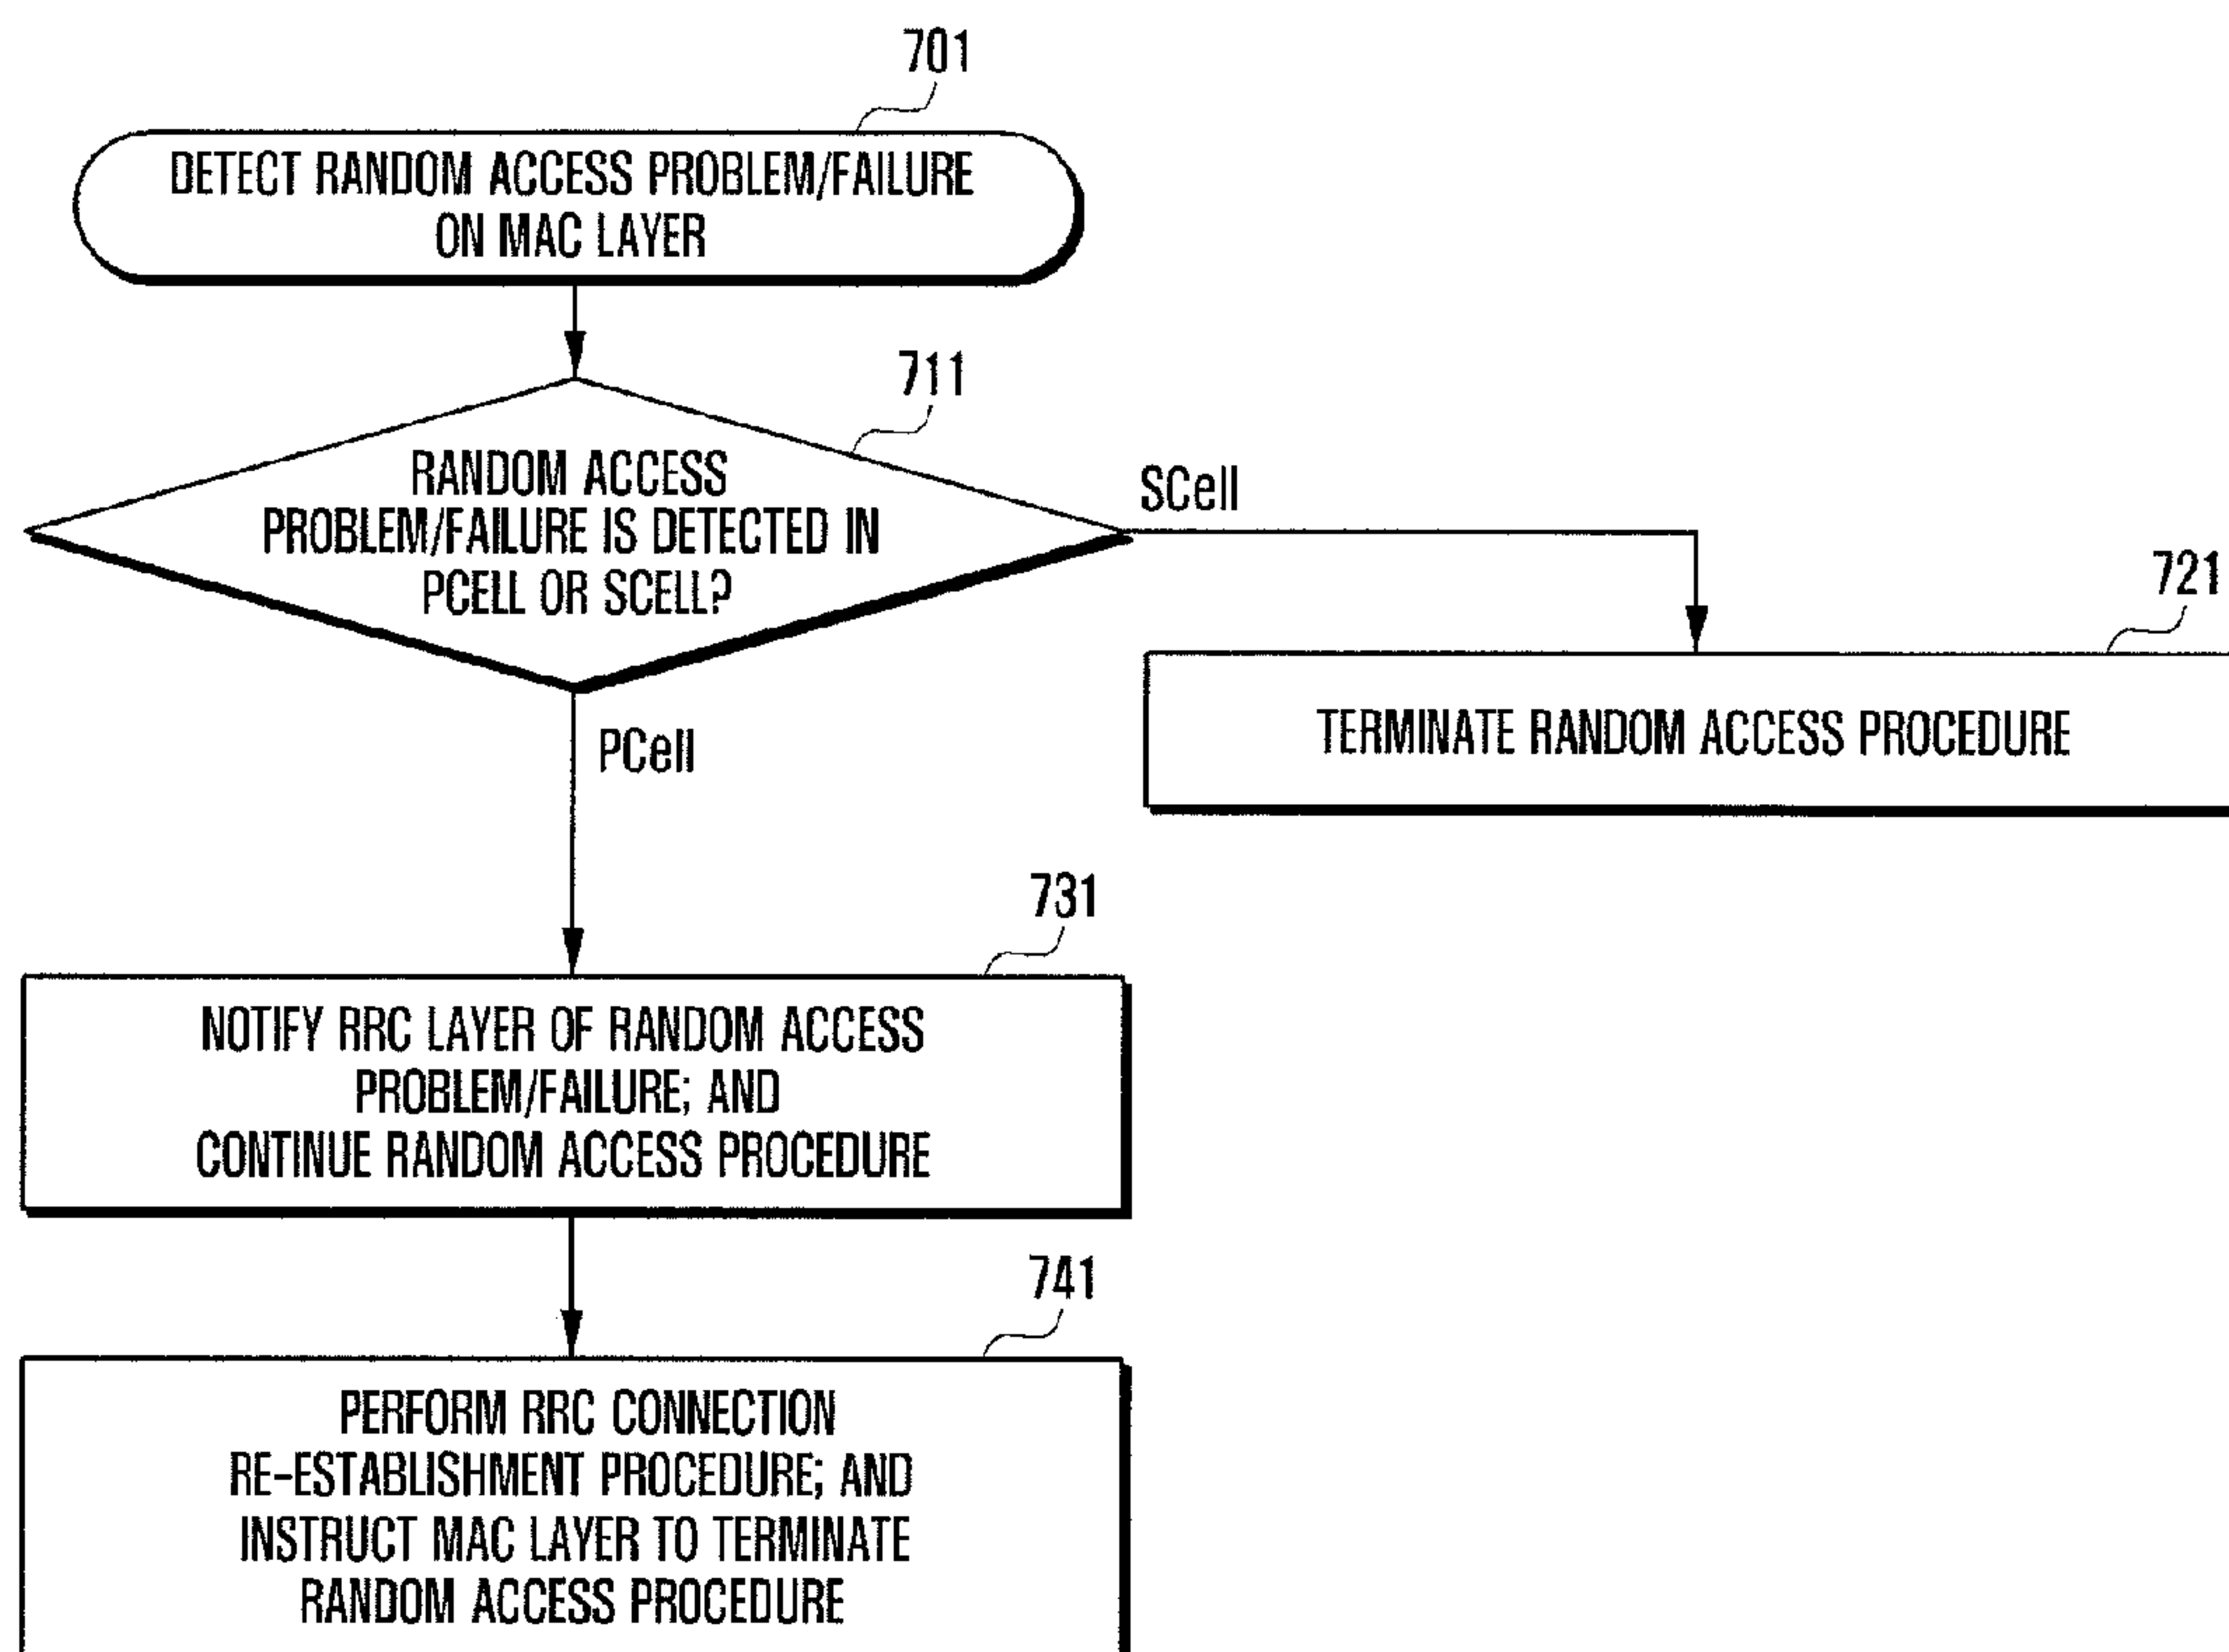 701
DETECT RANDOM ACCESS PROBLEM/FAILURE
ON MAC LAYER
711
RANDOM ACCESS
PROBLEM/FAILURE IS DETECTED IN
PCELL OR SCELL?
SCell
721
TERMINATE RANDOM ACCESS PROCEDURE
PCell
731
NOTIFY RRC LAYER OF RANDOM ACCESS
PROBLEM/FAILURE; AND
CONTINUE RANDOM ACCESS PROCEDURE
741
PERFORM RRC CONNECTION
RE-ESTABLISHMENT PROCEDURE; AND
INSTRUCT MAC LAYER TO TERMINATE
RANDOM ACCESS PROCEDURE